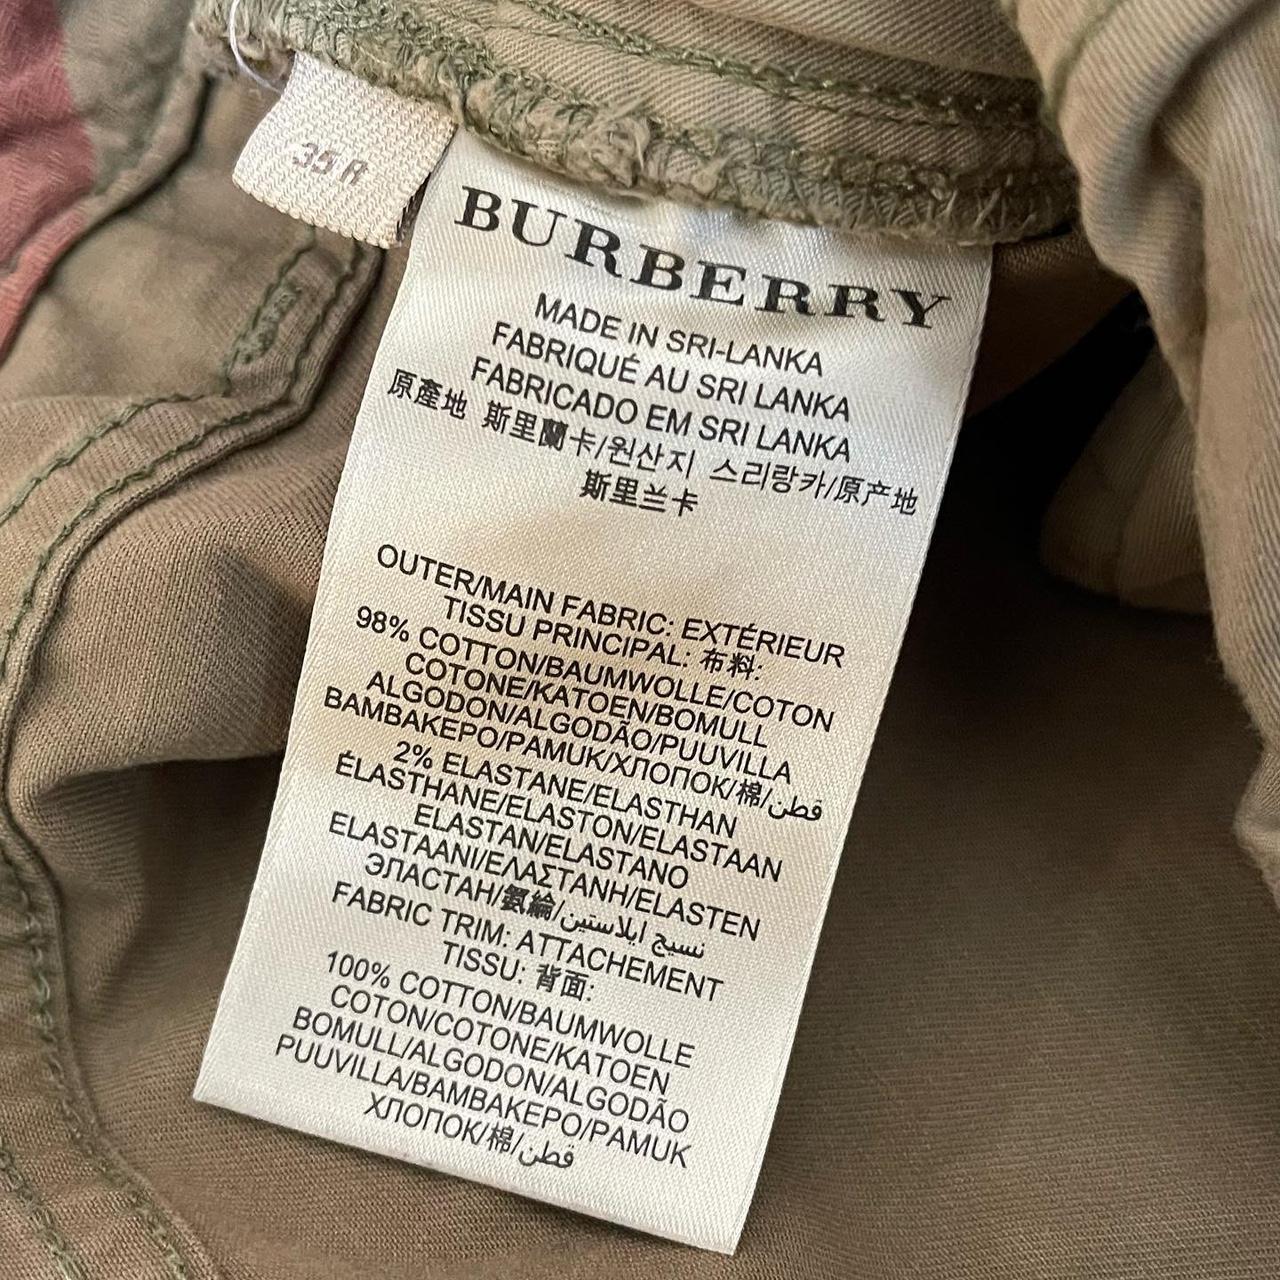 35 R
BURBERRY
MADE IN SRI-LANKA
FABRIQUÉ AU SRI LANKA
FABRICADO EM SRI LANKA
原產地 斯里蘭卡/원산지 스리랑카/原产地
斯里兰卡
OUTER/MAIN FABRIC: EXTÉRIEUR
TISSU PRINCIPAL: 布料:
98% COTTON/BAUMWOLLE/COTON
COTONE/KATOEN/BOMULL
ALGODON/ALGODÃO/PUUVILLA
BAMBAKEPO/PAMUK/ХЛОПОК/棉/قطن
2% ELASTANE/ELASTHAN
ÉLASTHANE/ELASTON/ELASTAAN
ELASTAN/ELASTANO
ELASTAANI/ΕΛΑΣΤΑΝΗ/ELASTEN
ЭЛАСТАН/氨綸/نسيج ايلاستين
FABRIC TRIM: ATTACHEMENT
TISSU: 背面:
100% COTTON/BAUMWOLLE
COTON/COTONE/KATOEN
BOMULL/ALGODON/ALGODÃO
PUUVILLA/BAMBAKEPO/PAMUK
ХЛОПОК/棉/قطن